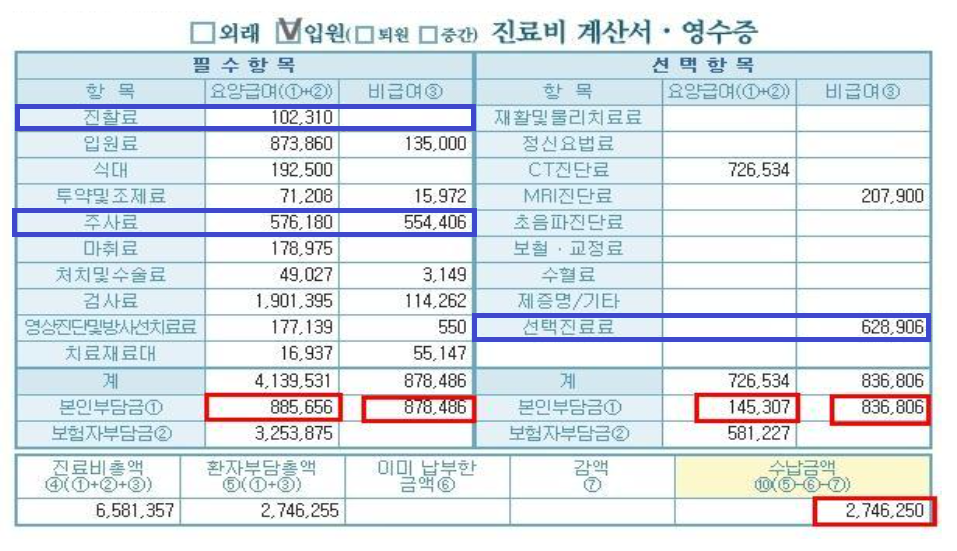 □외래 ☑입원(□퇴원 □중간) 진료비 계산서 · 영수증
필수항목 선택항목
항 목 요양급여(①+②) 비급여③ 항 목 요양급여(①+②) 비급여③
진찰료 102,310 재활및물리치료료
입원료 873,860 135,000 정신요법료
식대 192,500 CT진단료 726,534
투약및조제료 71,208 15,972 MRI진단료 207,900
주사료 576,180 554,406 초음파진단료
마취료 178,975 보철 · 교정료
처치및수술료 49,027 3,149 수혈료
검사료 1,901,395 114,262 제증명/기타
영상진단및방사선치료료 177,139 550 선택진료료 628,906
치료재료대 16,937 55,147
계 4,139,531 878,486 계 726,534 836,806
본인부담금① 885,656 878,486 본인부담금① 145,307 836,806
보험자부담금② 3,253,875 보험자부담금② 581,227
진료비총액 환자부담총액 이미 납부한 감액 수납금액
④(①+②+③) ⑤(①+③) 금액⑥ ⑦ ⑩(⑤-⑥-⑦)
6,581,357 2,746,255 2,746,250